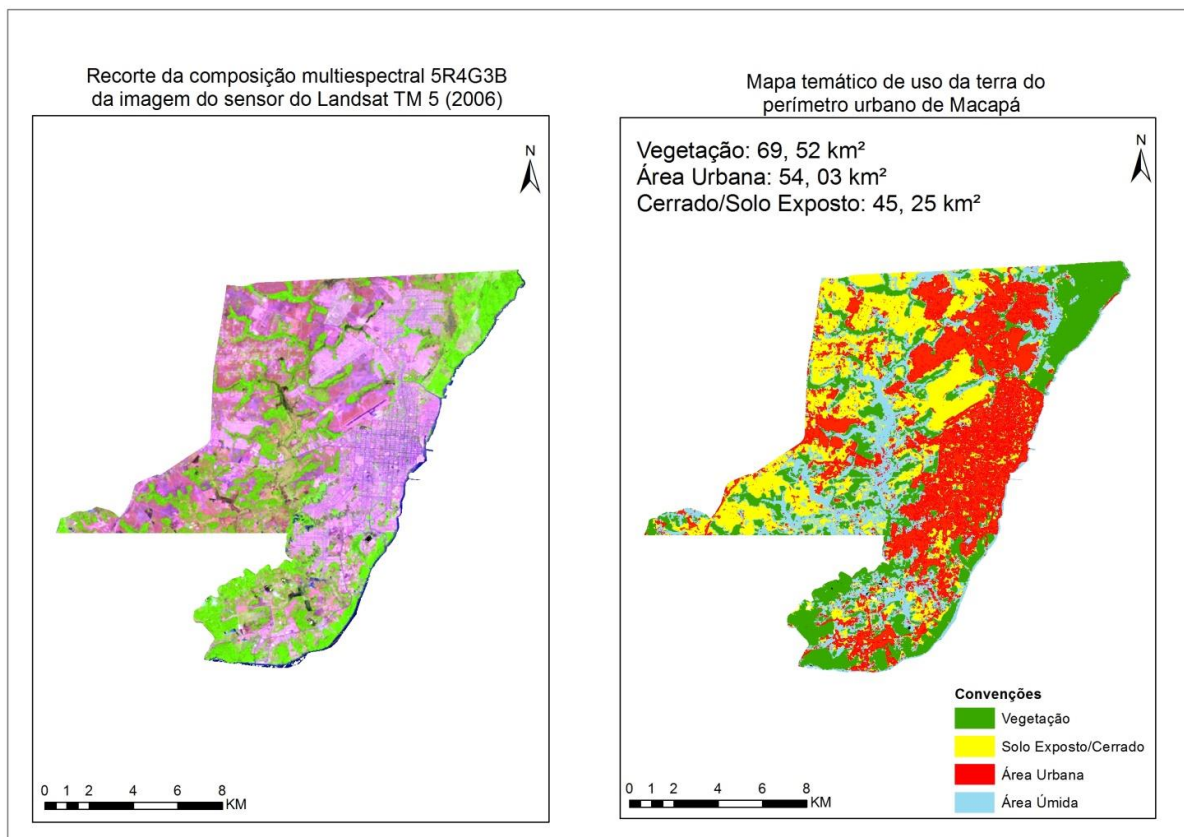 Recorte da composição multiespectral 5R4G3B
da imagem do sensor do Landsat TM 5 (2006)
N
0 1 2 4 6 8
KM
Mapa temático de uso da terra do
perímetro urbano de Macapá
Vegetação: 69, 52 km²
Área Urbana: 54, 03 km²
Cerrado/Solo Exposto: 45, 25 km²
N
Convenções
Vegetação
Solo Exposto/Cerrado
Área Urbana
Área Úmida
0 1 2 4 6 8
KM